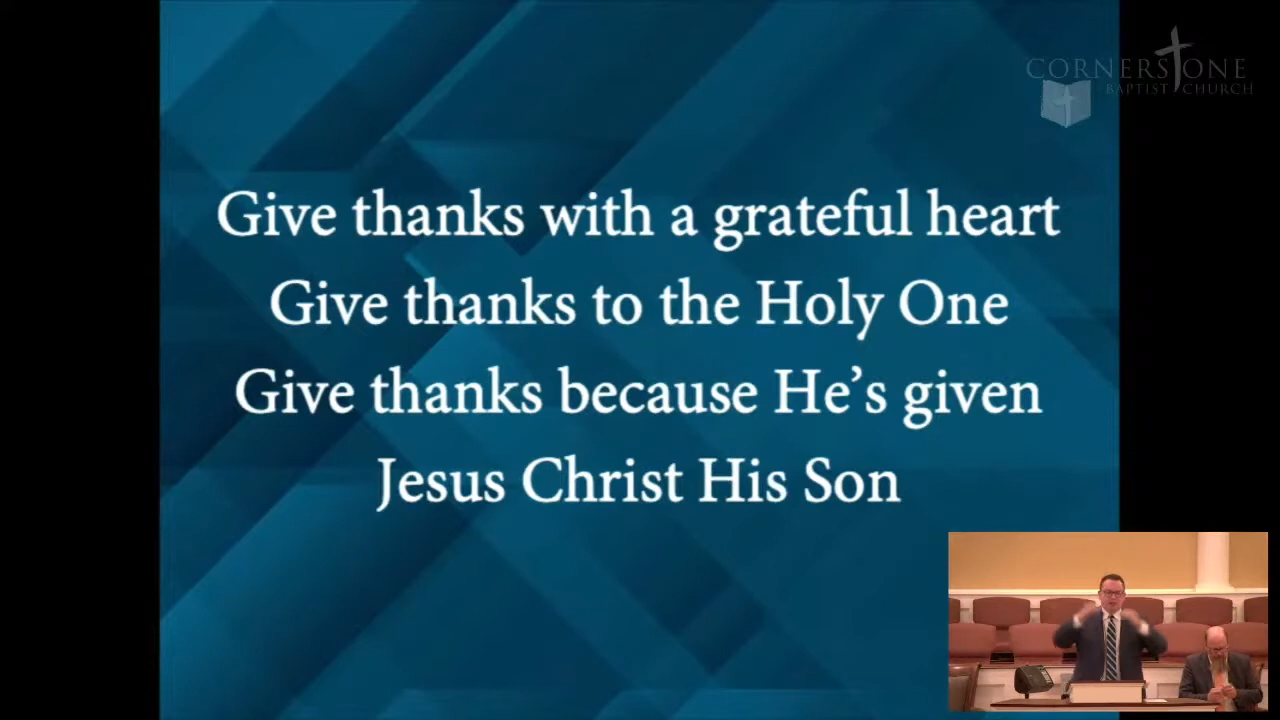 CORNERSTONE
BAPTIST CHURCH
Give thanks with a grateful heart
Give thanks to the Holy One
Give thanks because He’s given
Jesus Christ His Son